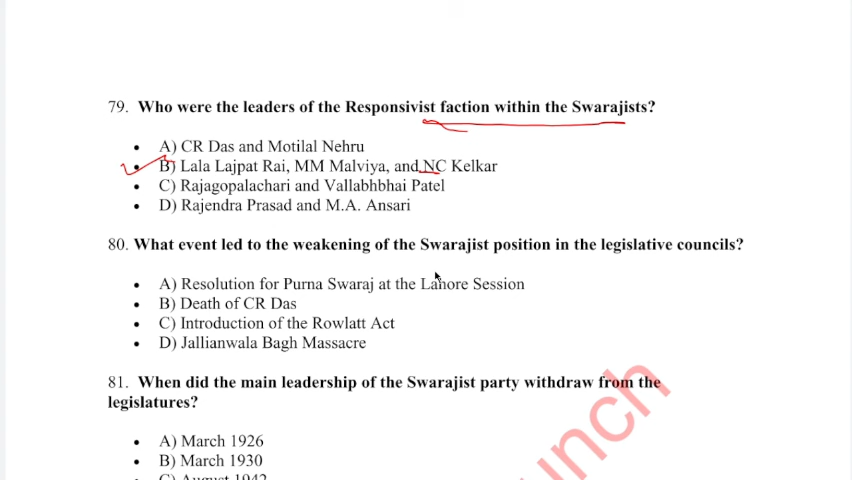 79. Who were the leaders of the Responsivist faction within the Swarajists?
• A) CR Das and Motilal Nehru
• B) Lala Lajpat Rai, MM Malviya, and NC Kelkar
• C) Rajagopalachari and Vallabhbhai Patel
• D) Rajendra Prasad and M.A. Ansari
80. What event led to the weakening of the Swarajist position in the legislative councils?
• A) Resolution for Purna Swaraj at the Lahore Session
• B) Death of CR Das
• C) Introduction of the Rowlatt Act
• D) Jallianwala Bagh Massacre
81. When did the main leadership of the Swarajist party withdraw from the
legislatures?
• A) March 1926
• B) March 1930
• C) August 1942
unch